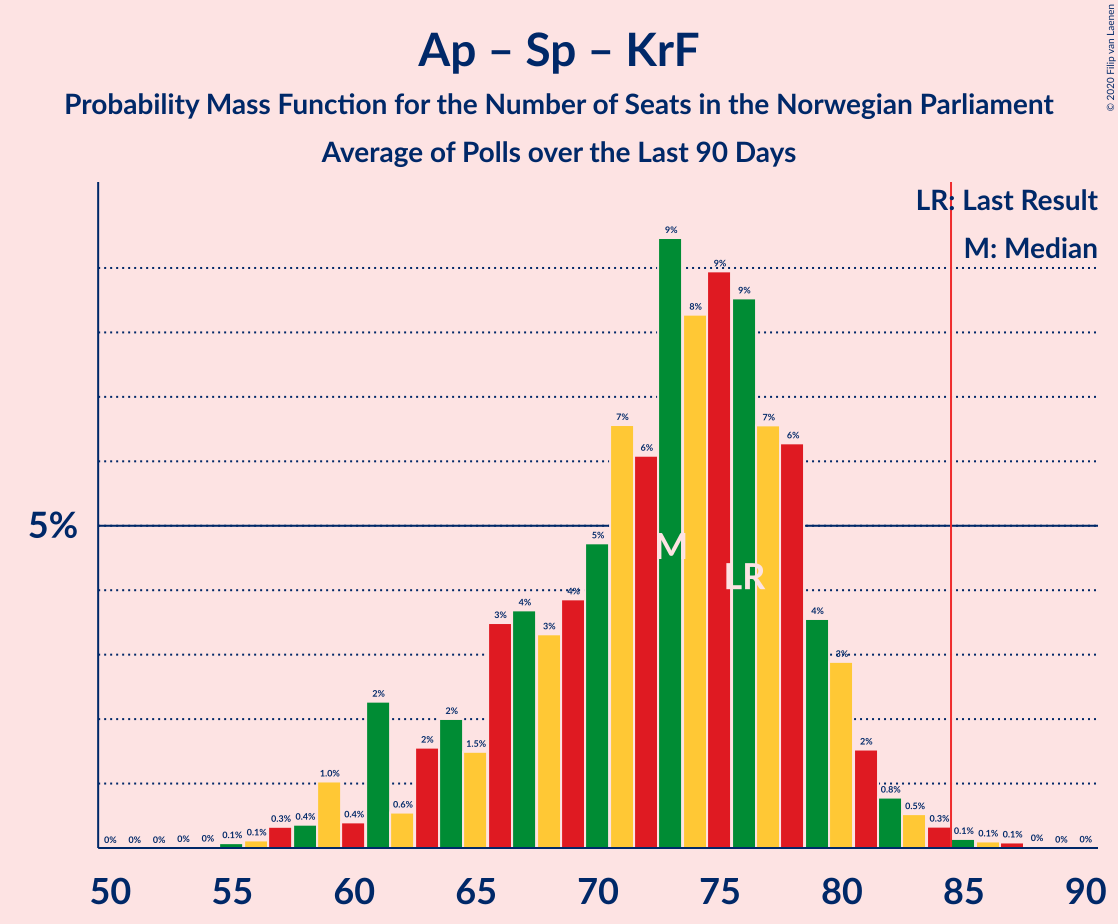 Ap – Sp – KrF
Probability Mass Function for the Number of Seats in the Norwegian Parliament
Average of Polls over the Last 90 Days
© 2020 Filip van Laenen
LR: Last Result
M: Median
5%
0% 0% 0% 0% 0% 0.1% 0.1% 0.3% 0.4% 1.0% 0.4% 2% 0.6% 2% 2% 1.5% 3% 4% 3% 4% 5% 7% 6% 9% 8% 9% 9% 7% 6% 4% 3% 2% 0.8% 0.5% 0.3% 0.1% 0.1% 0.1% 0% 0% 0%
M
LR
50 55 60 65 70 75 80 85 90